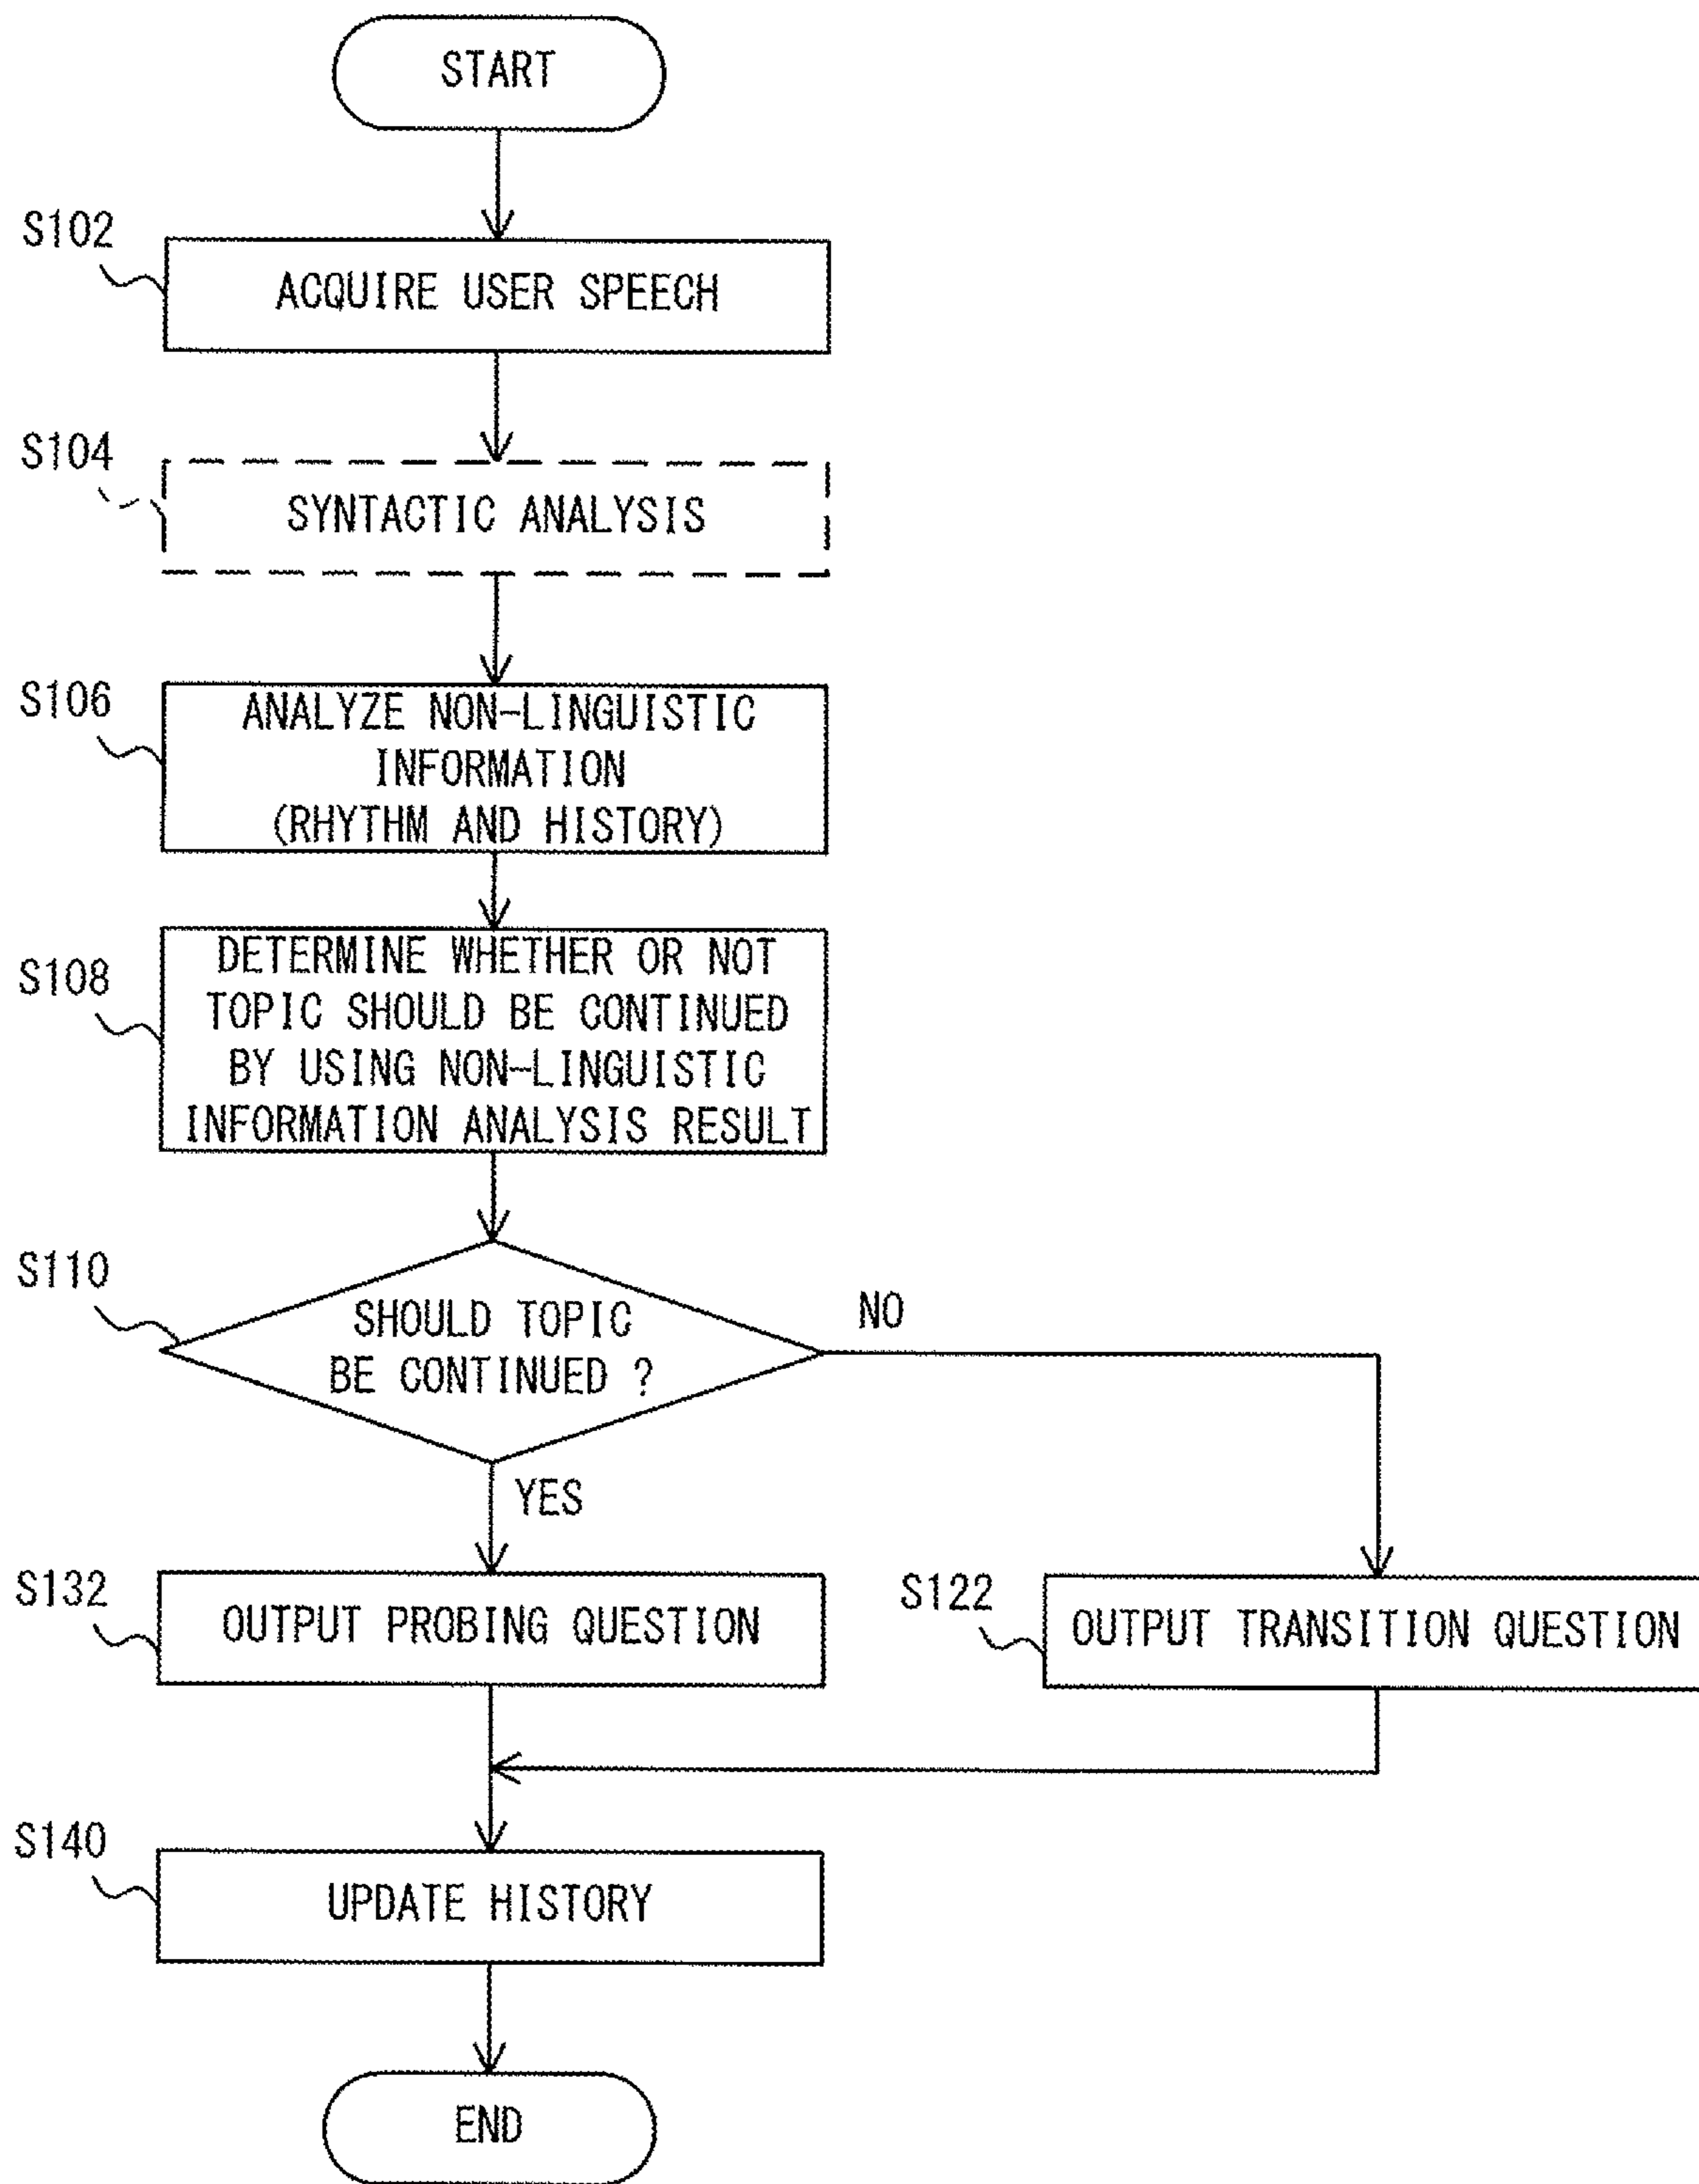 START
S102
ACQUIRE USER SPEECH
S104
SYNTACTIC ANALYSIS
S106
ANALYZE NON-LINGUISTIC
INFORMATION
(RHYTHM AND HISTORY)
S108
DETERMINE WHETHER OR NOT
TOPIC SHOULD BE CONTINUED
BY USING NON-LINGUISTIC
INFORMATION ANALYSIS RESULT
S110
SHOULD TOPIC
BE CONTINUED ?
NO
YES
S132
OUTPUT PROBING QUESTION
S122
OUTPUT TRANSITION QUESTION
S140
UPDATE HISTORY
END